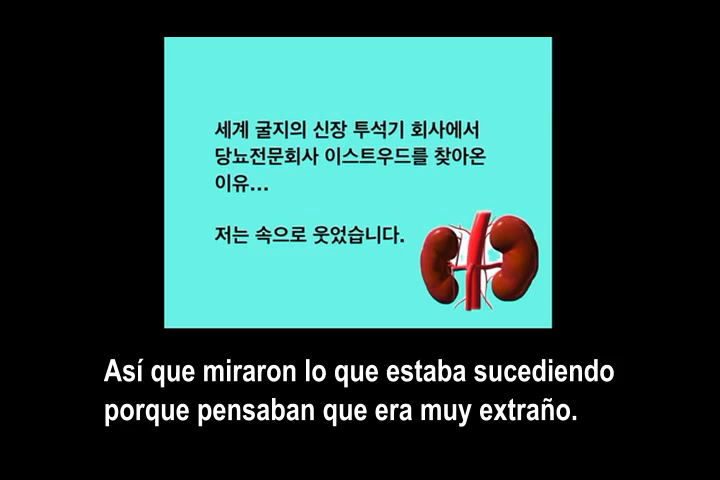 세계 굴지의 신장 투석기 회사에서
당뇨전문회사 이스트우드를 찾아온
이유...
저는 속으로 웃었습니다.
Así que miraron lo que estaba sucediendo
porque pensaban que era muy extraño.